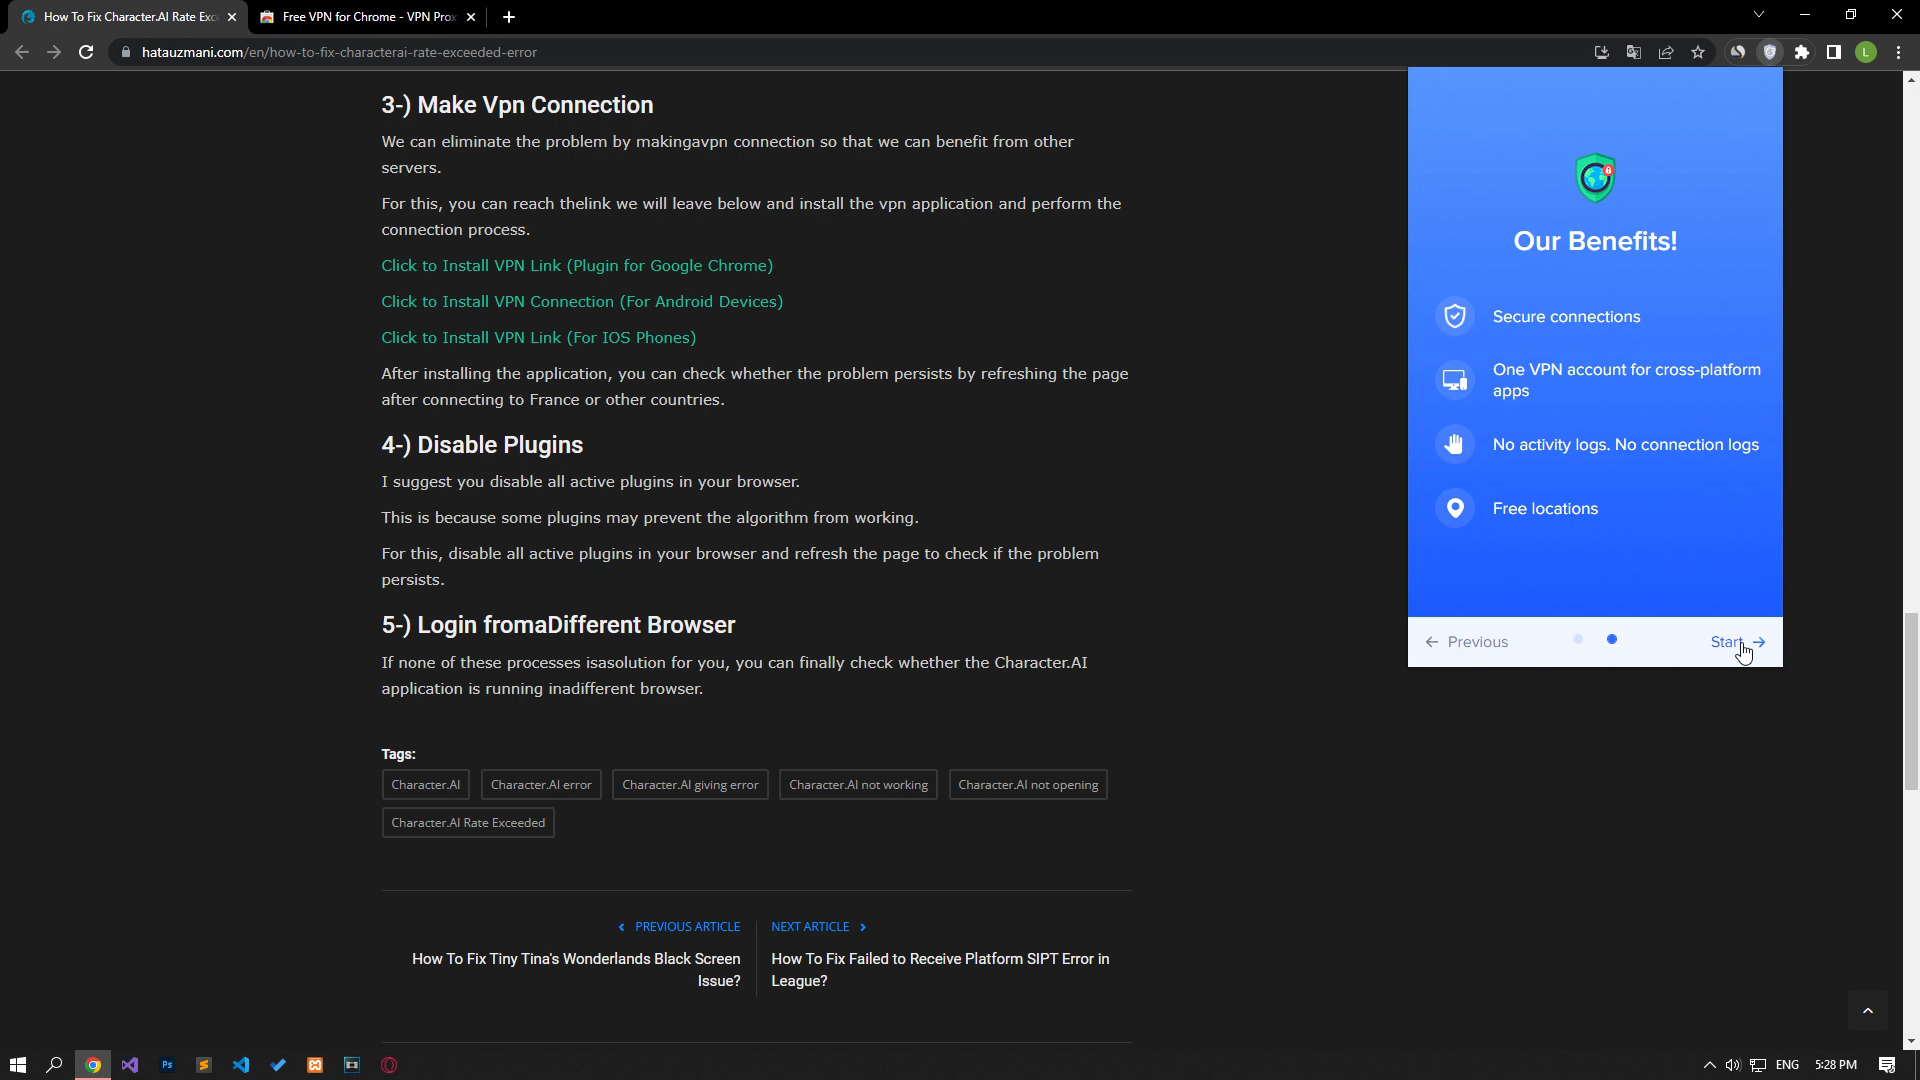 How To Fix Character.AI Rate Exc
Free VPN for Chrome - VPN Prox
hatauzmani.com/en/how-to-fix-characterai-rate-exceeded-error
L
3-) Make Vpn Connection
We can eliminate the problem by makingavpn connection so that we can benefit from other
servers.
For this, you can reach thelink we will leave below and install the vpn application and perform the
connection process.
Click to Install VPN Link (Plugin for Google Chrome)
Click to Install VPN Connection (For Android Devices)
Click to Install VPN Link (For IOS Phones)
After installing the application, you can check whether the problem persists by refreshing the page
after connecting to France or other countries.
4-) Disable Plugins
I suggest you disable all active plugins in your browser.
This is because some plugins may prevent the algorithm from working.
For this, disable all active plugins in your browser and refresh the page to check if the problem
persists.
5-) Login fromaDifferent Browser
If none of these processes isasolution for you, you can finally check whether the Character.AI
application is running inadifferent browser.
Tags:
Character.AI Character.AI error Character.AI giving error Character.AI not working Character.AI not opening
Character.AI Rate Exceeded
PREVIOUS ARTICLE
How To Fix Tiny Tina's Wonderlands Black Screen
Issue?
NEXT ARTICLE
How To Fix Failed to Receive Platform SIPT Error in
League?
Our Benefits!
Secure connections
One VPN account for cross-platform
apps
No activity logs. No connection logs
Free locations
Previous
Start
Ps
ENG
5:28 PM